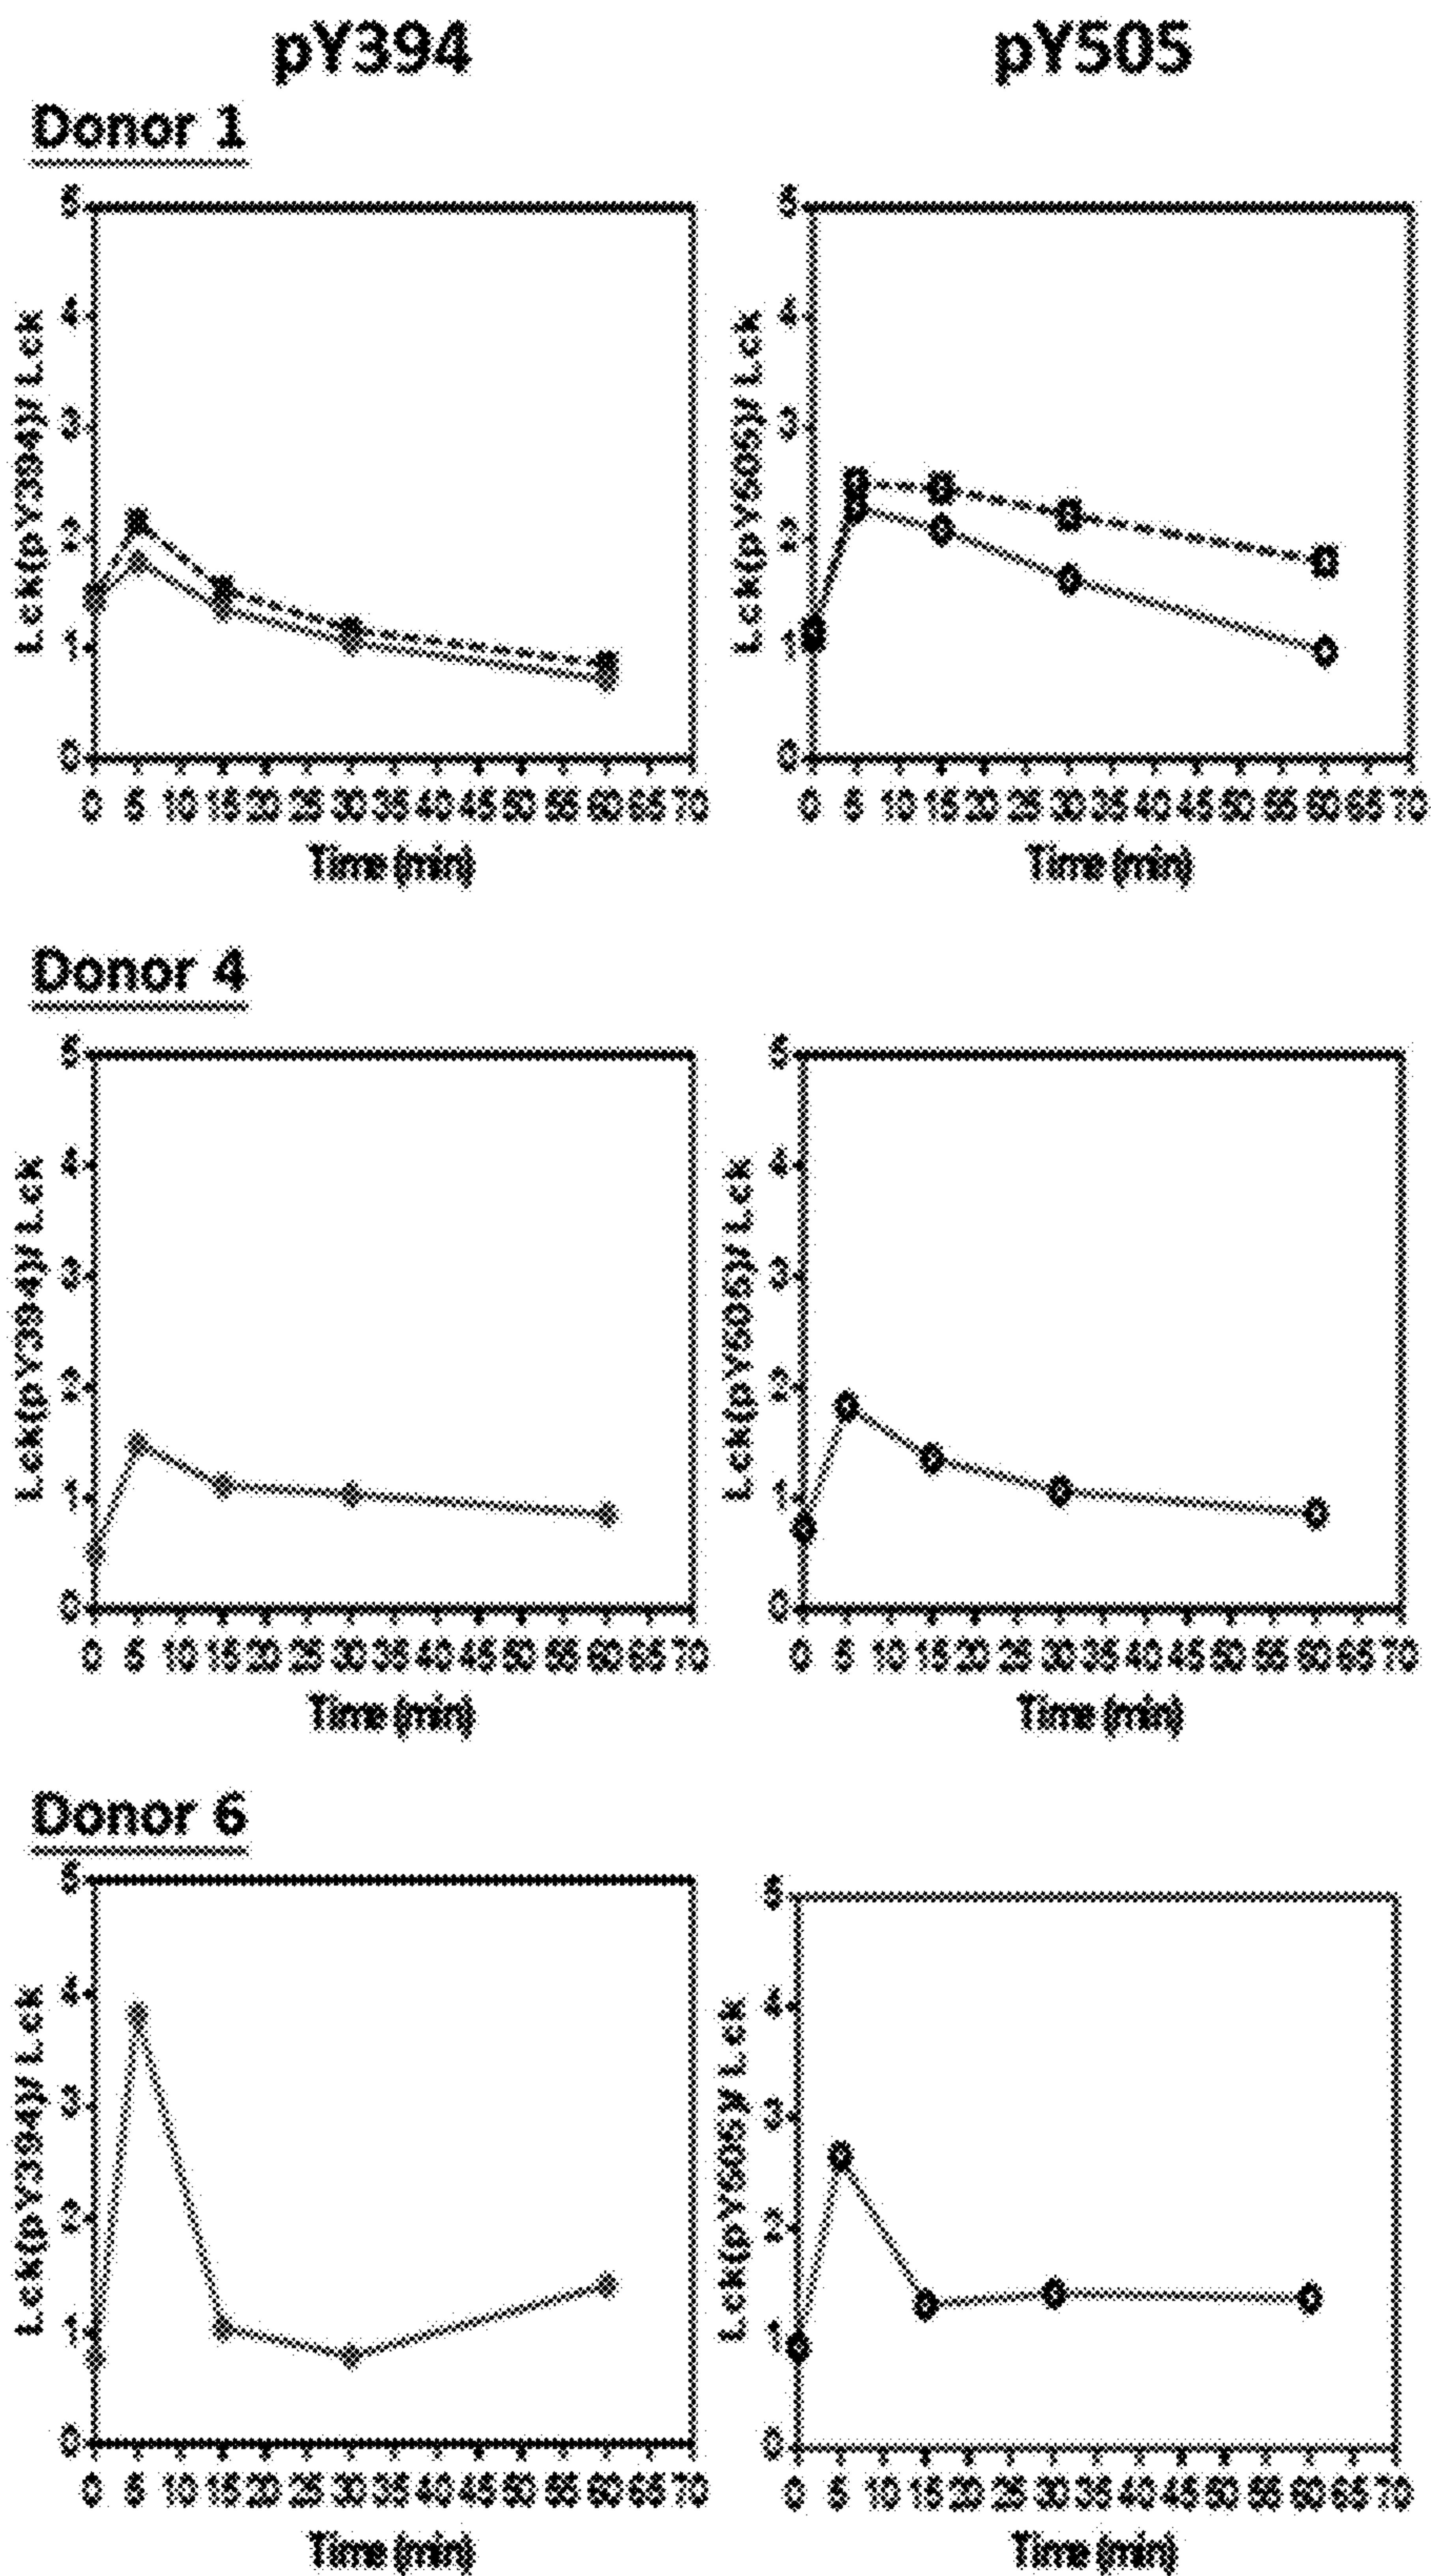 pY394 pY505
Donor 1
5 5
4 4
3 3
2 2
1 1
0 0
Lck(pY394)/ Lck Lck(pY505)/ Lck
0 5 10 15 20 25 30 35 40 45 50 55 60 65 70 0 5 10 15 20 25 30 35 40 45 50 55 60 65 70
Time (min) Time (min)
Donor 4
5 5
4 4
3 3
2 2
1 1
0 0
Lck(pY394)/ Lck Lck(pY505)/ Lck
0 5 10 15 20 25 30 35 40 45 50 55 60 65 70 0 5 10 15 20 25 30 35 40 45 50 55 60 65 70
Time (min) Time (min)
Donor 6
5 5
4 4
3 3
2 2
1 1
0 0
Lck(pY394)/ Lck Lck(pY505)/ Lck
0 5 10 15 20 25 30 35 40 45 50 55 60 65 70 0 5 10 15 20 25 30 35 40 45 50 55 60 65 70
Time (min) Time (min)